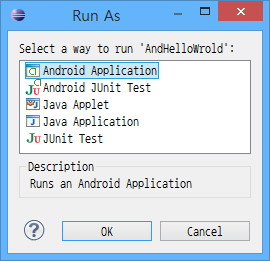 Run As
Select a way to run 'AndHelloWrold':
Android Application
Android JUnit Test
Java Applet
Java Application
JUnit Test
Description
Runs an Android Application
OK
Cancel